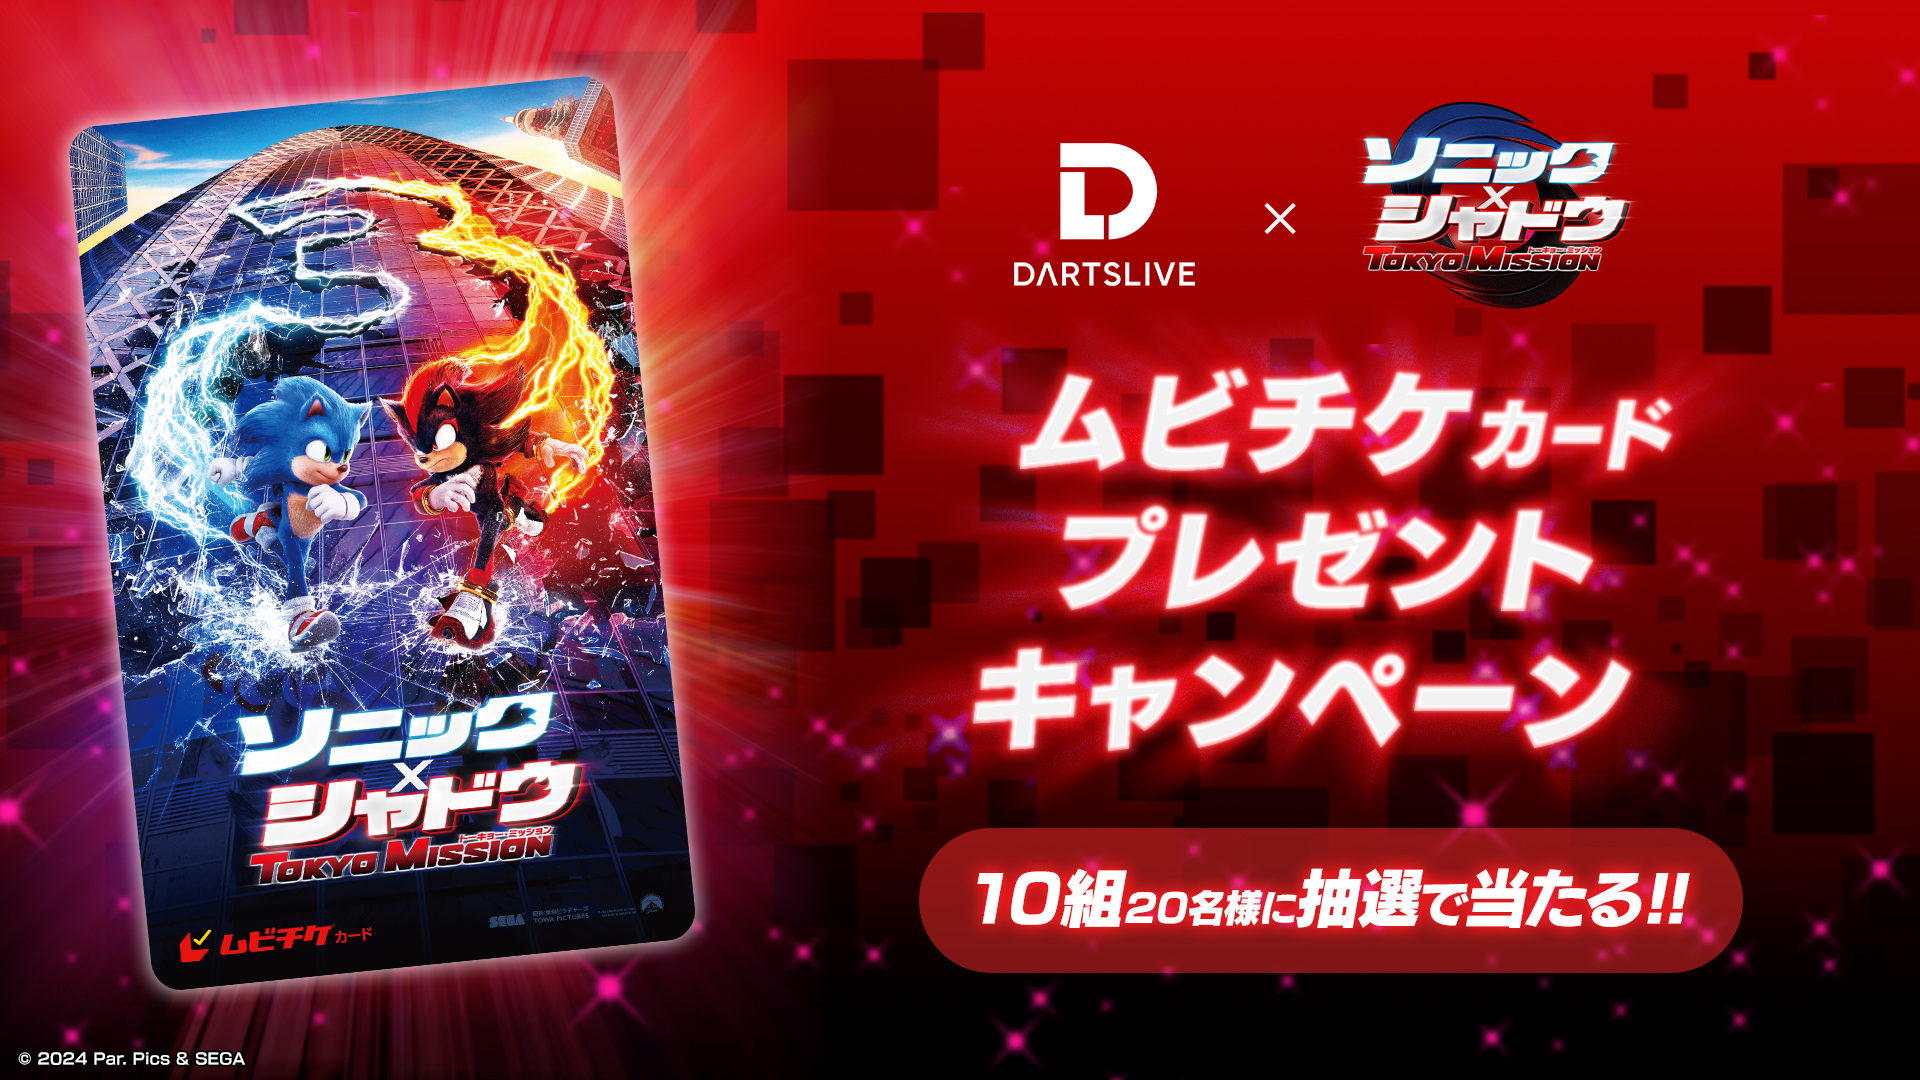 ソニック
×
シャドウ
トーキョー・ミッション
TOKYO MISSION
ムビチケカード
SEGA
TOWA PICTURES
DARTSLIVE
×
ソニック
×
シャドウ
トーキョー・ミッション
TOKYO MISSION
ムビチケカード
プレゼント
キャンペーン
10組20名様に抽選で当たる!!
© 2024 Par. Pics & SEGA